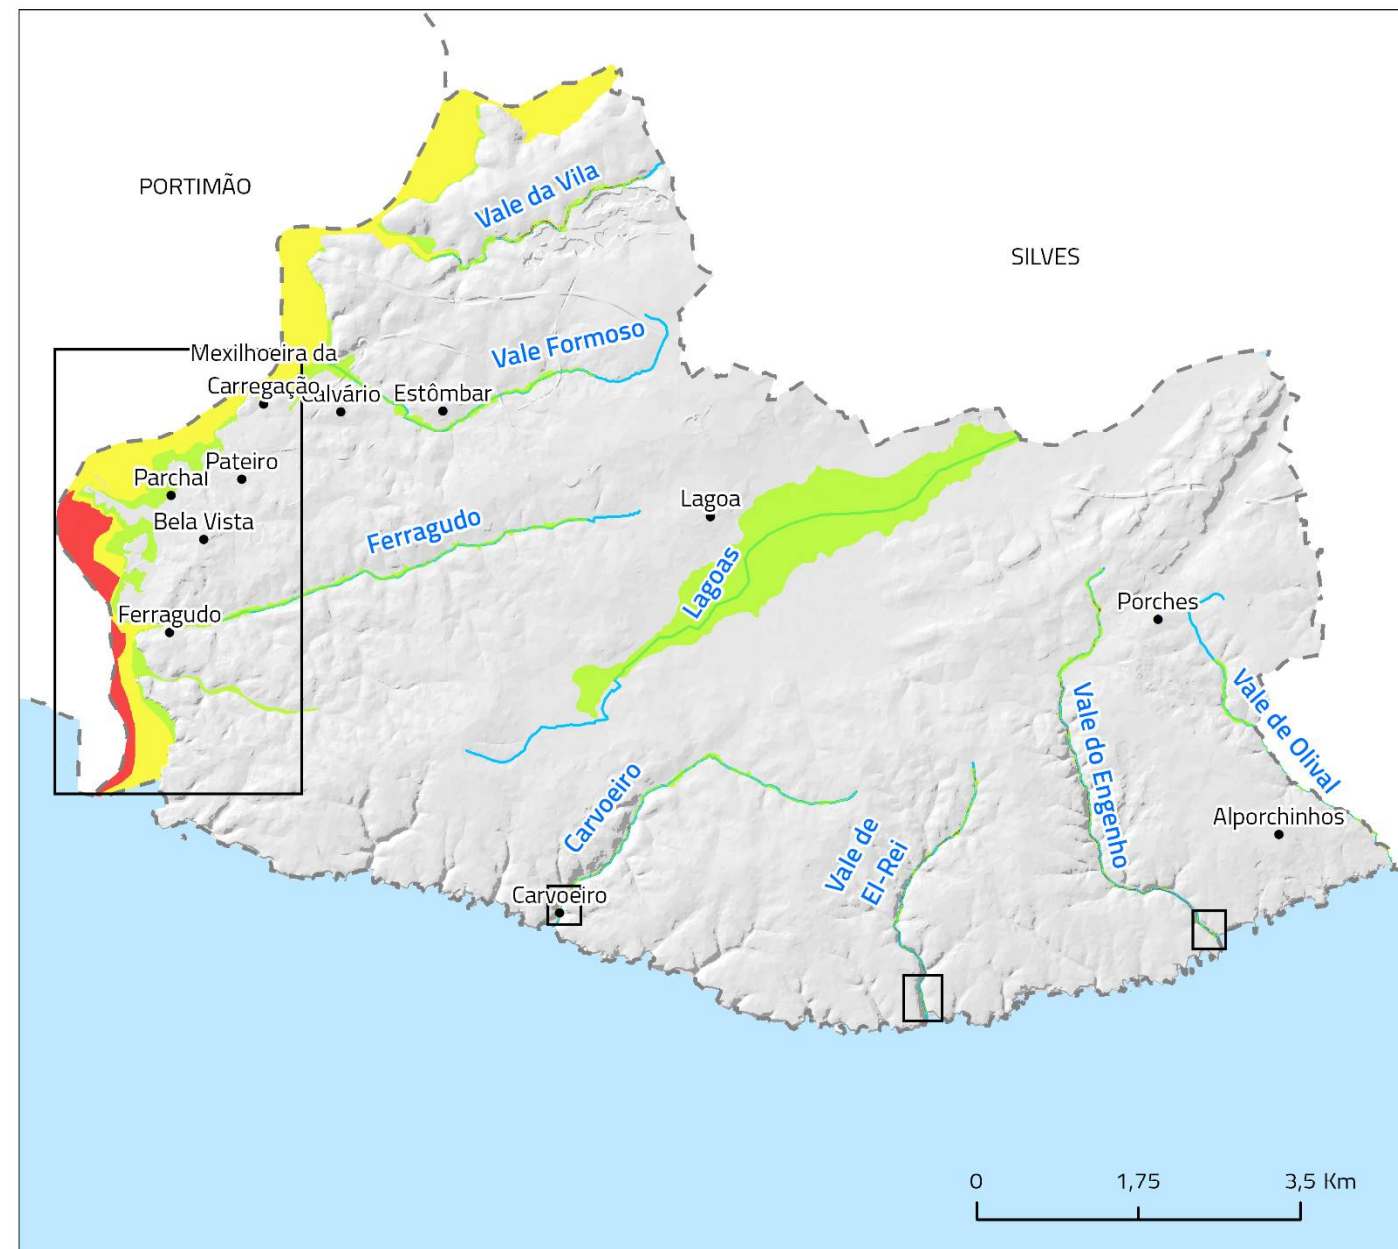 PORTIMÃO
Vale da Vila
SILVES
Vale Formoso
Mexilhoeira da
Carregação
Calvário
Estômbar
Pateiro
Parchal
Lagoa
Bela Vista
Ferragudo
Lagoas
Ferragudo
Porches
Vale do Engenho
Vale de Olival
Carvoeiro
Vale de
El-Rei
Alporchinhos
Carvoeiro
0 1,75 3,5 Km